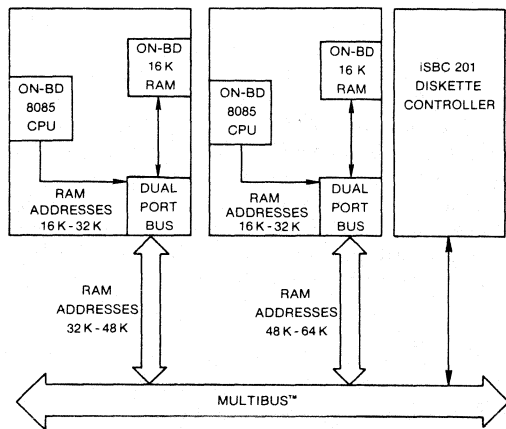 ON-BD
16 K
RAM
ON-BD
8085
CPU
RAM
ADDRESSES
16 K - 32 K
DUAL
PORT
BUS
RAM
ADDRESSES
32 K - 48 K
ON-BD
16 K
RAM
ON-BD
8085
CPU
RAM
ADDRESSES
16 K - 32 K
DUAL
PORT
BUS
RAM
ADDRESSES
48 K - 64 K
iSBC 201
DISKETTE
CONTROLLER
MULTIBUS™